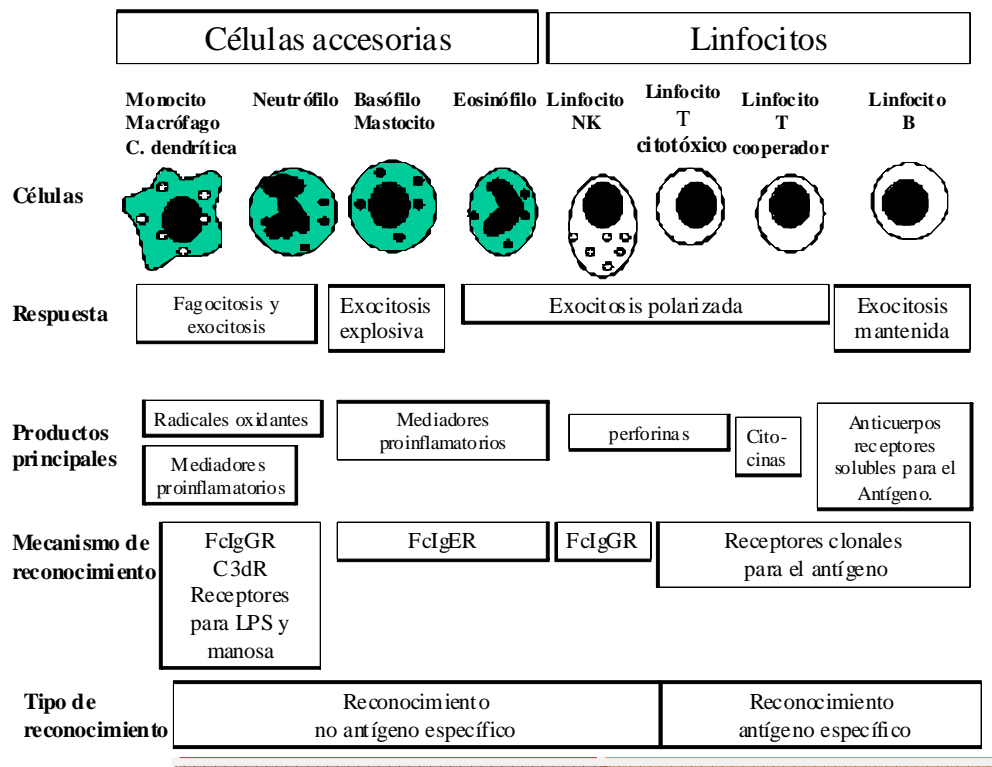 Células accesorias
Linfocitos
Monocito
Macrófago
C. dendrítica
Neutrófilo
Basófilo
Mastocito
Eosinófilo
Linfocito
NK
Linfocito
T
citotóxico
Linfocito
T
cooperador
Linfocito
B
Células
Respuesta
Fagocitosis y
exocitosis
Exocitosis
explosiva
Exocitosis polarizada
Exocitosis
mantenida
Productos
principales
Radicales oxidantes
Mediadores
proinflamatorios
Mediadores
proinflamatorios
perforinas
Cito-
cinas
Anticuerpos
receptores
solubles para el
Antígeno.
Mecanismo de
reconocimiento
FcIgGR
C3dR
Receptores
para LPS y
manosa
FcIgER
FcIgGR
Receptores clonales
para el antígeno
Tipo de
reconocimiento
Reconocimiento
no antígeno específico
Reconocimiento
antígeno específico